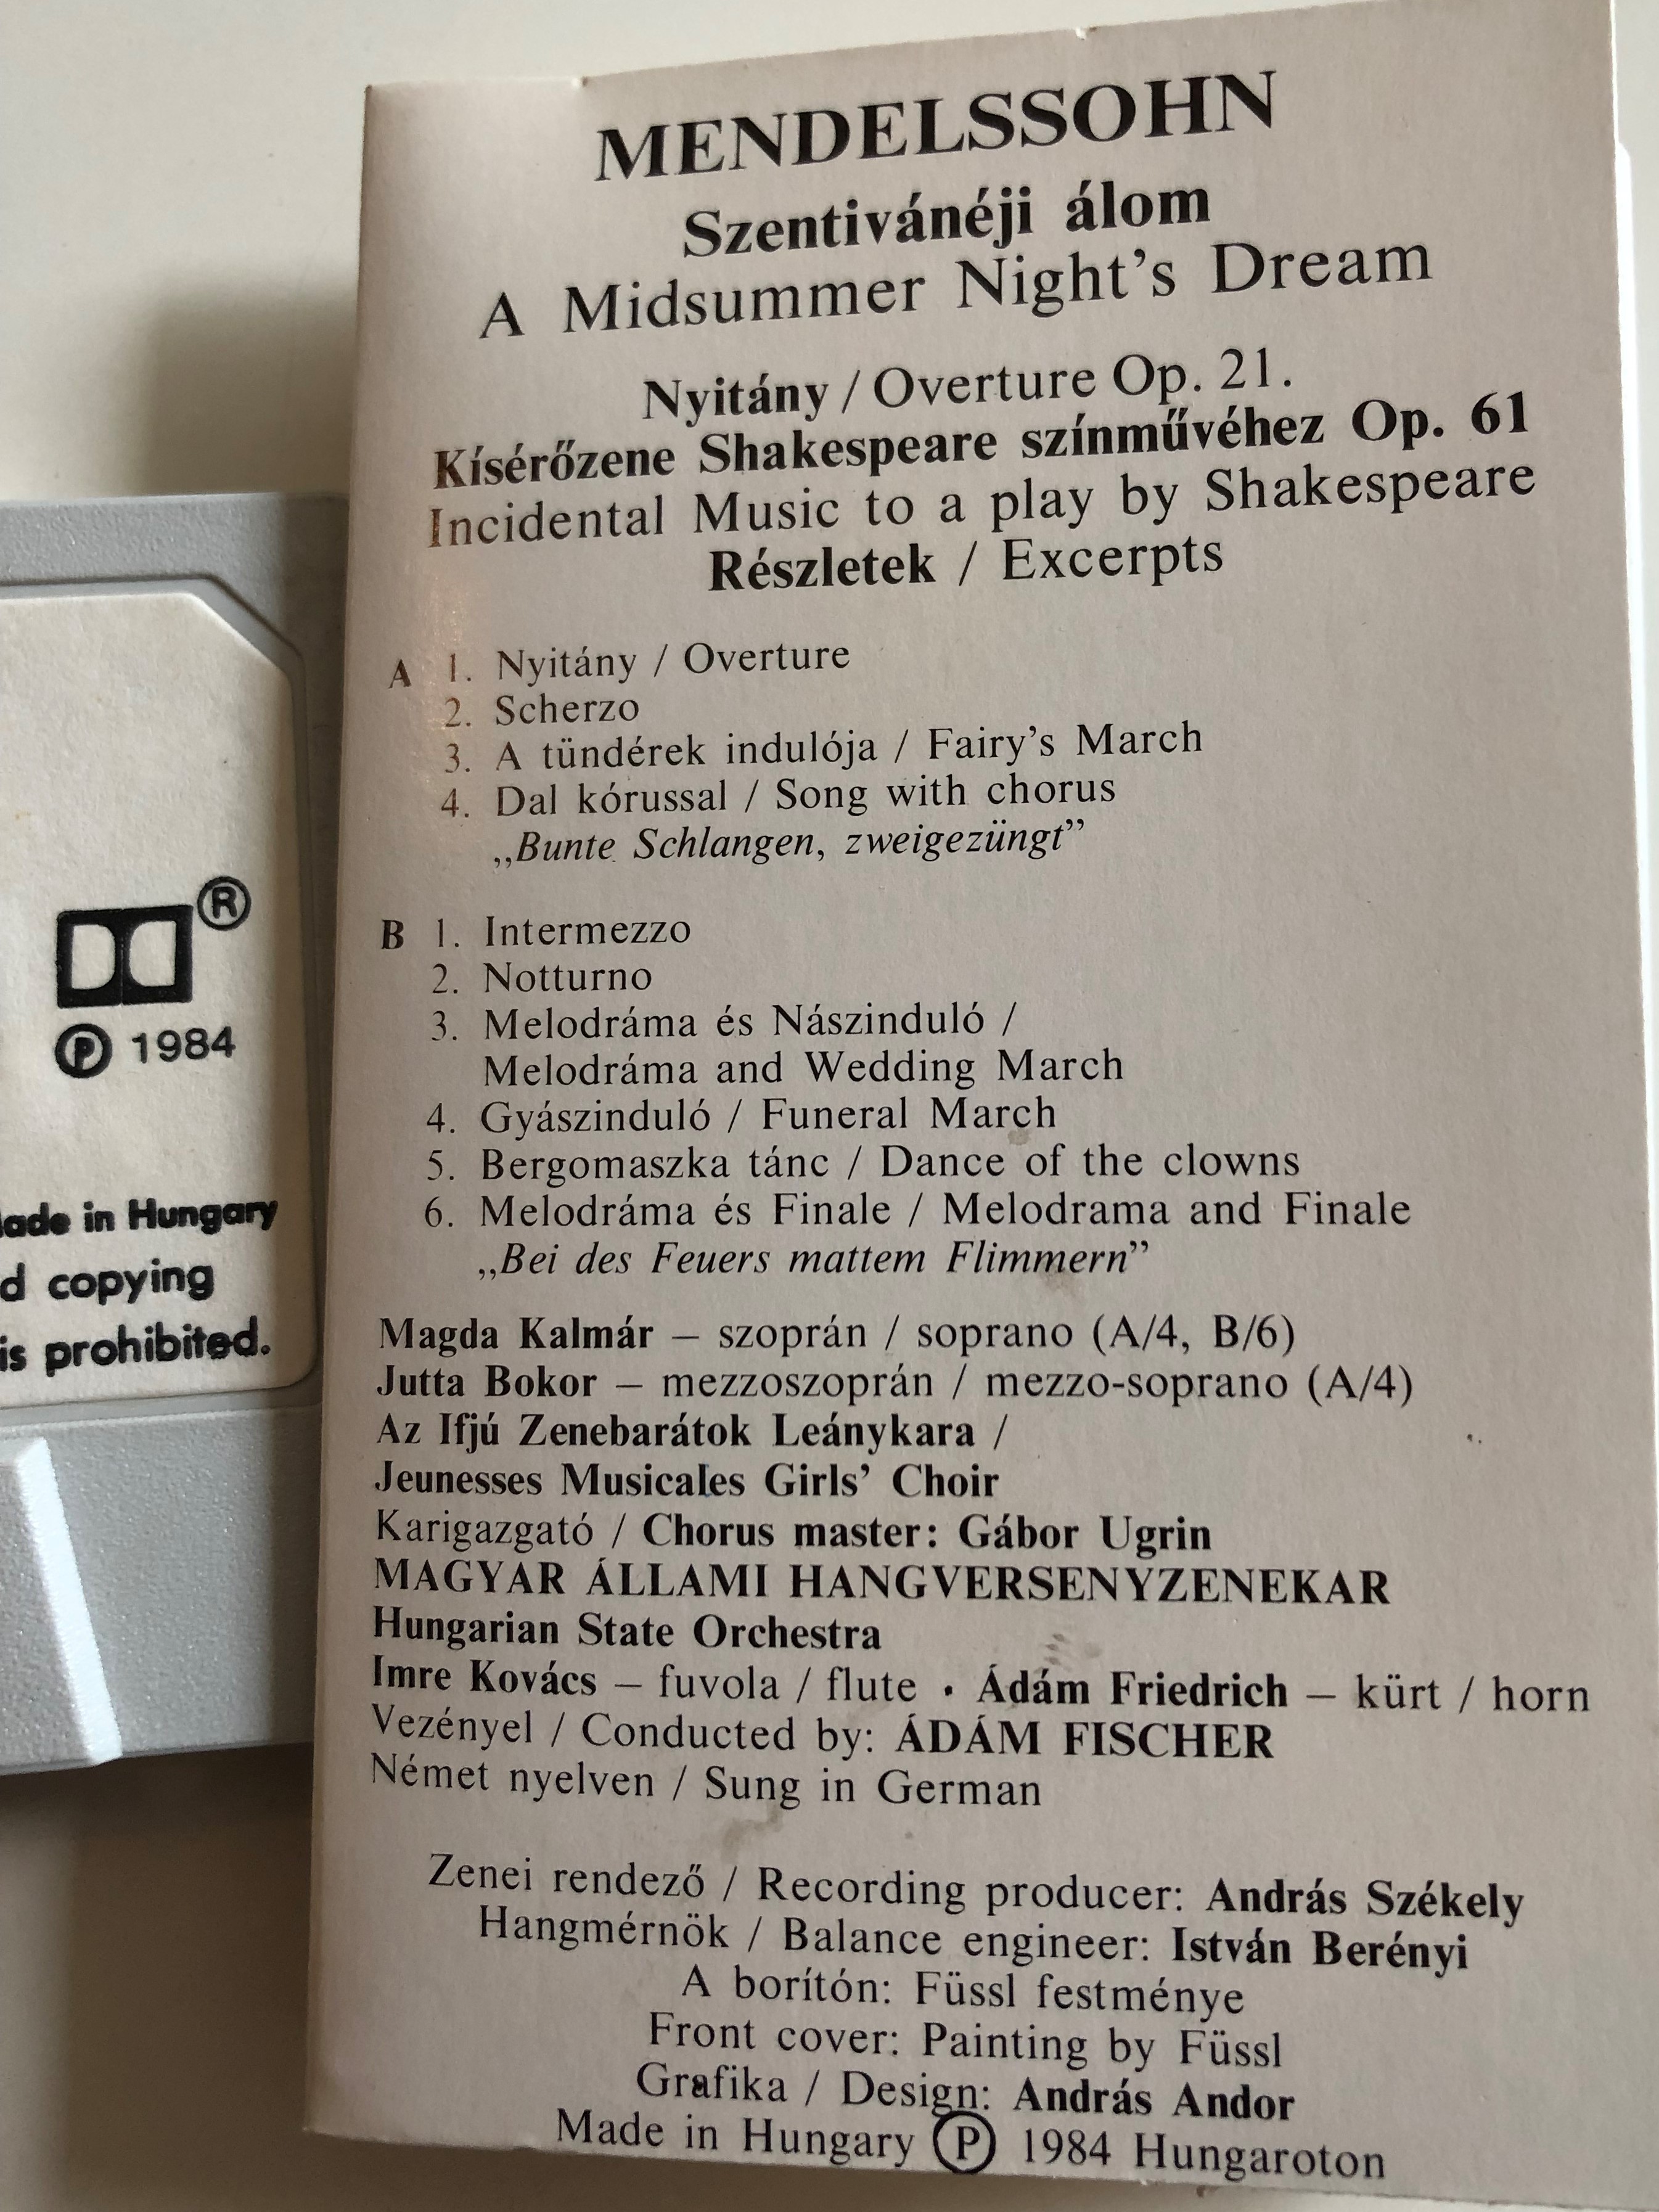 MENDELSSOHN
Szentivánéji álom
A Midsummer Night's Dream
Nyitány / Overture Op. 21.
Kísérőzene Shakespeare színművéhez Op. 61
Incidental Music to a play by Shakespeare
Részletek / Excerpts
A 1. Nyitány / Overture
2. Scherzo
3. A tündérek indulója / Fairy's March
4. Dal kórussal / Song with chorus
„Bunte Schlangen, zweigezüngt”
B 1. Intermezzo
2. Notturno
3. Melodráma és Nászinduló /
Melodráma and Wedding March
4. Gyászinduló / Funeral March
5. Bergomaszka tánc / Dance of the clowns
6. Melodráma és Finale / Melodrama and Finale
„Bei des Feuers mattem Flimmern”
Magda Kalmár – szoprán / soprano (A/4, B/6)
Jutta Bokor – mezzoszoprán / mezzo-soprano (A/4)
Az Ifjú Zenebarátok Leánykara /
Jeunesses Musicales Girls' Choir
Karigazgató / Chorus master: Gábor Ugrin
MAGYAR ÁLLAMI HANGVERSENYZENEKAR
Hungarian State Orchestra
Imre Kovács – fuvola / flute • Ádám Friedrich – kürt / horn
Vezényel / Conducted by: ÁDÁM FISCHER
Német nyelven / Sung in German
Zenei rendező / Recording producer: András Székely
Hangmérnök / Balance engineer: István Berényi
A borítón: Füssl festménye
Front cover: Painting by Füssl
Grafika / Design: András Andor
Made in Hungary Ⓟ 1984 Hungaroton
®
Ⓟ 1984
ade in Hungary
d copying
is prohibited.